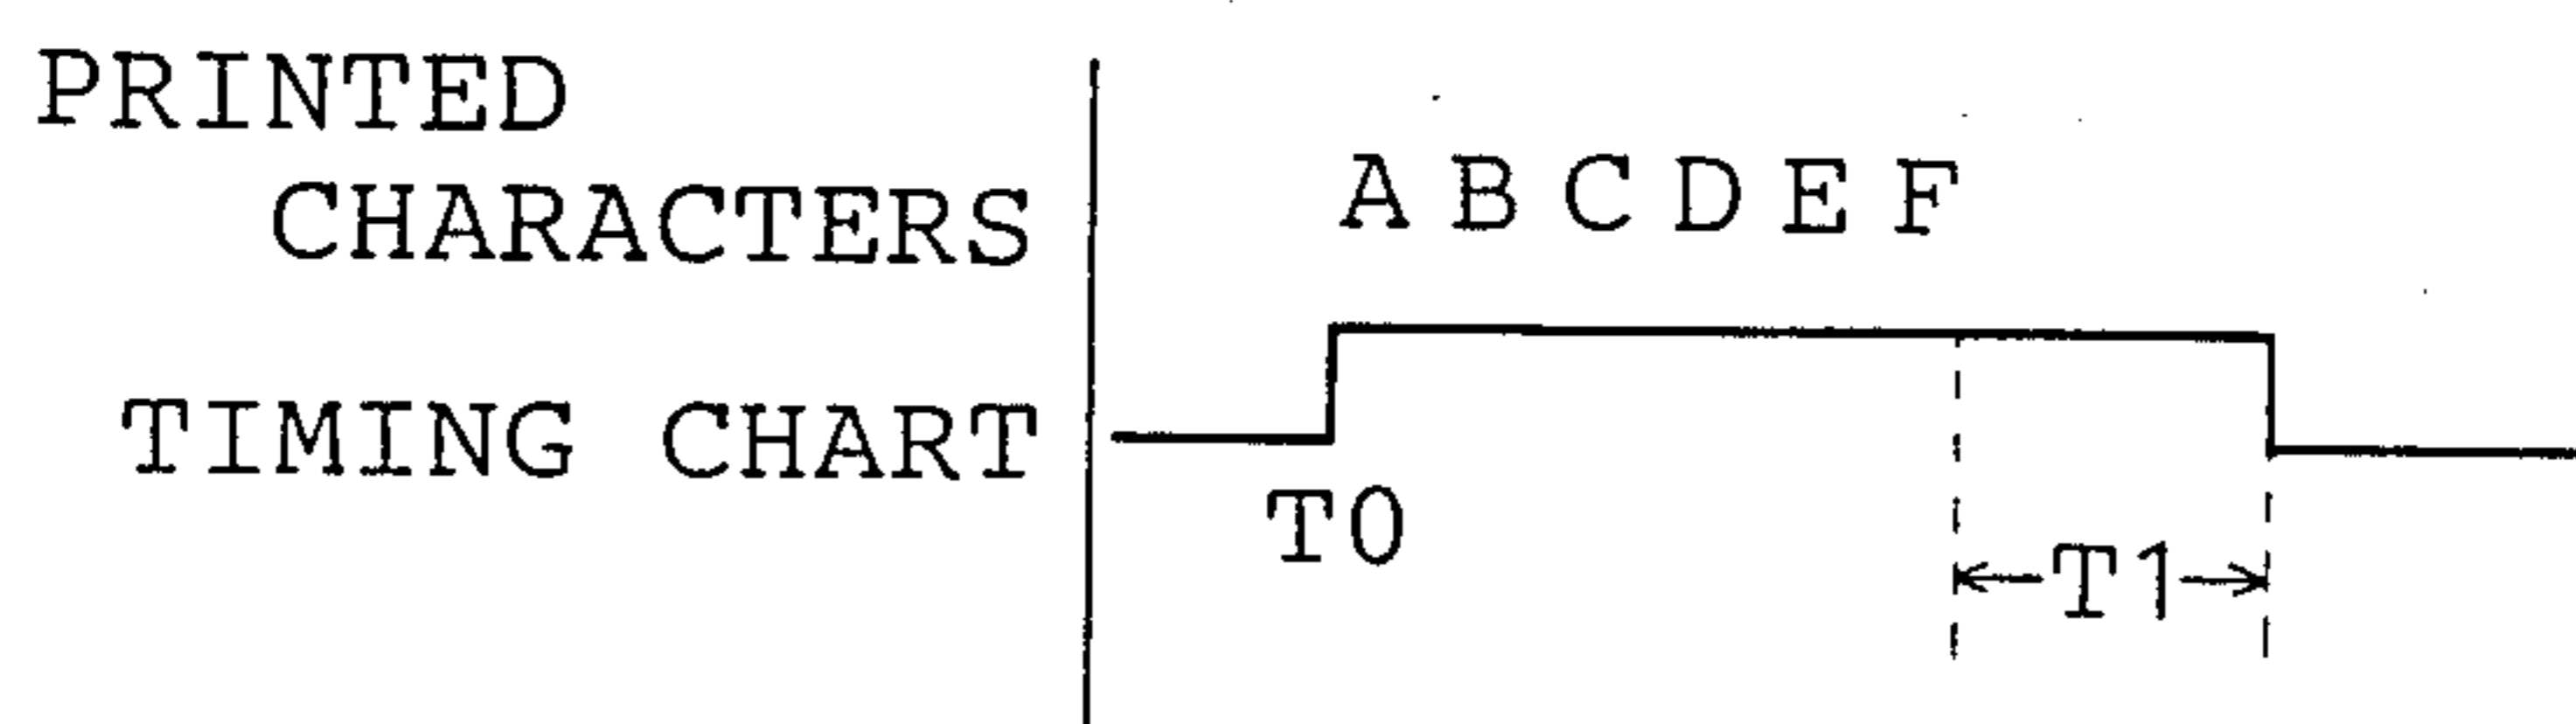 PRINTED
CHARACTERS
A B C D E F
TIMING CHART
T0
T1